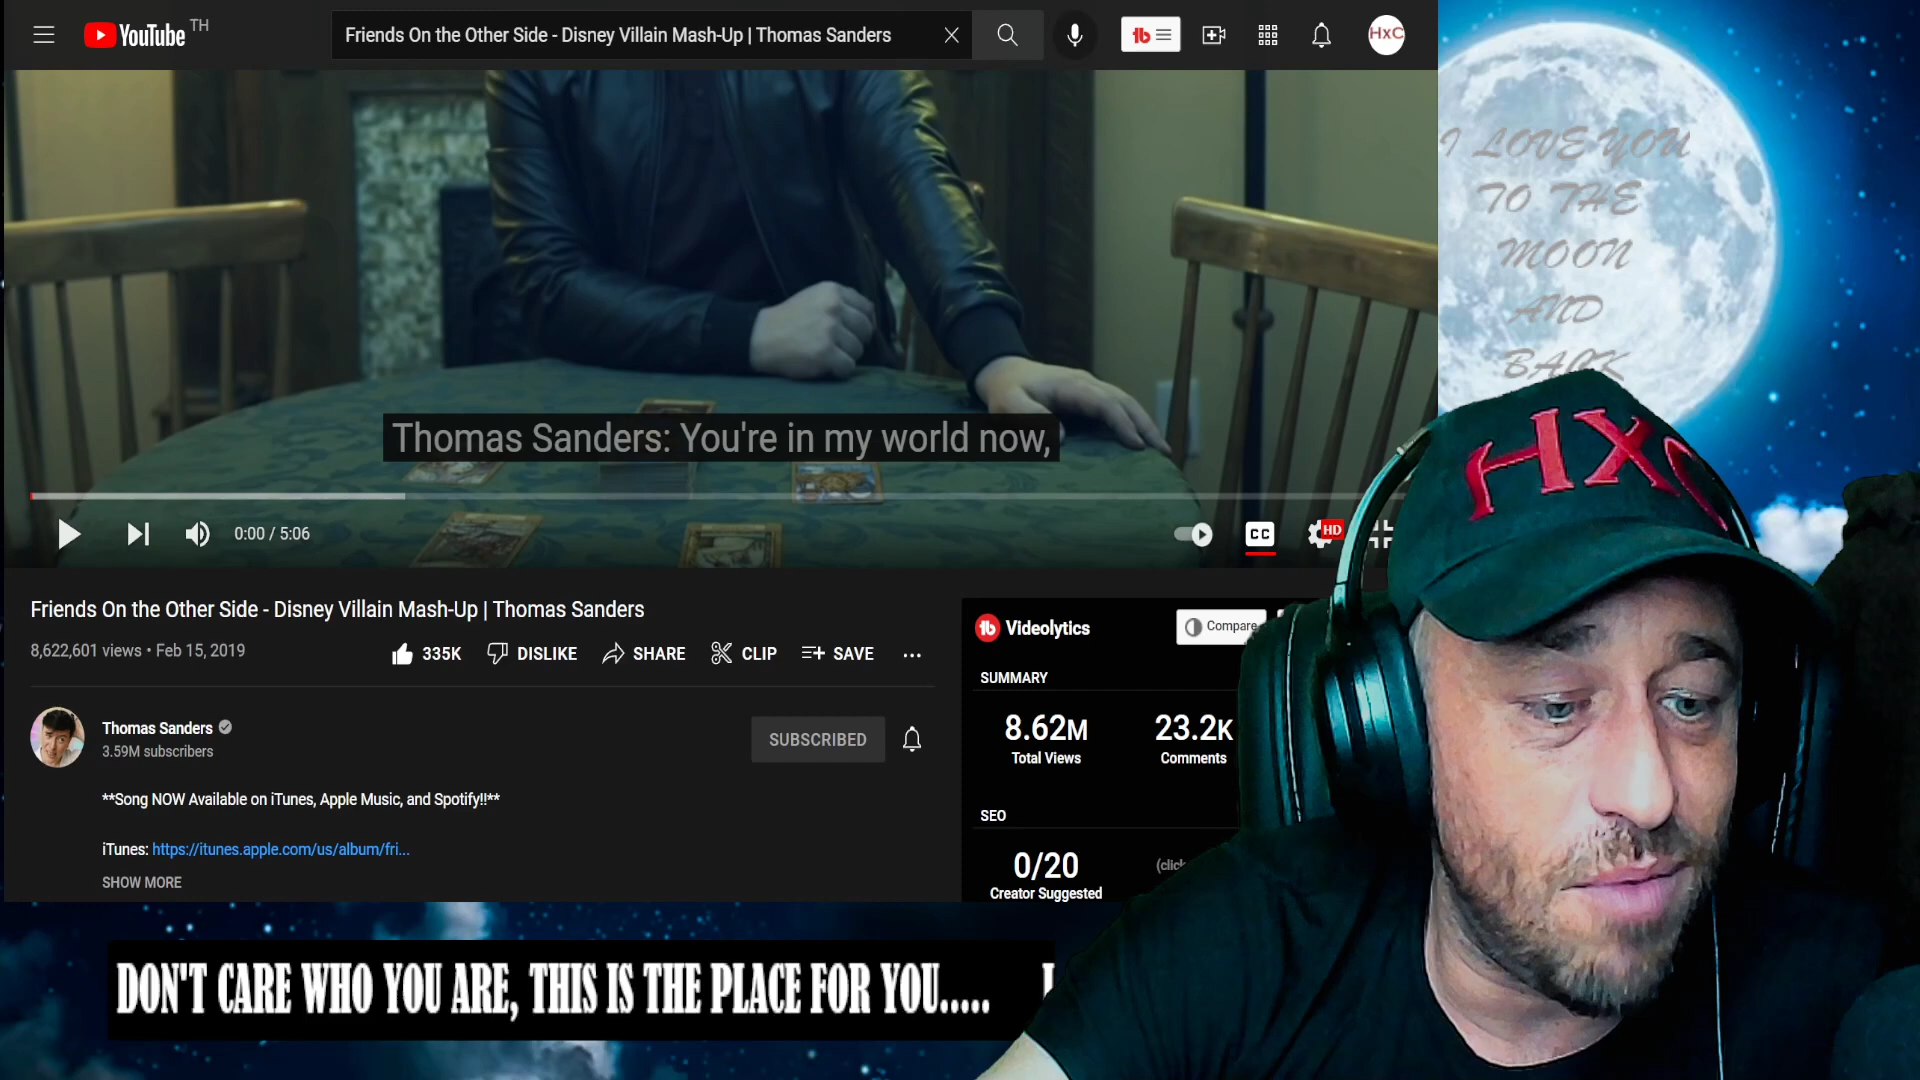 YouTube TH
Friends On the Other Side - Disney Villain Mash-Up | Thomas Sanders
HxC
I LOVE YOU
TO THE
MOON
AND
BACK
HXC
Thomas Sanders: You're in my world now,
0:00 / 5:06
CC
HD
Friends On the Other Side - Disney Villain Mash-Up | Thomas Sanders
8,622,601 views • Feb 15, 2019
335K DISLIKE SHARE CLIP SAVE ...
Thomas Sanders
3.59M subscribers
SUBSCRIBED
**Song NOW Available on iTunes, Apple Music, and Spotify!!**
iTunes: https://itunes.apple.com/us/album/fri...
SHOW MORE
Videolytics
Compare
SUMMARY
8.62M 23.2K
Total Views Comments
SEO
0/20 (click
Creator Suggested
DON'T CARE WHO YOU ARE, THIS IS THE PLACE FOR YOU.....